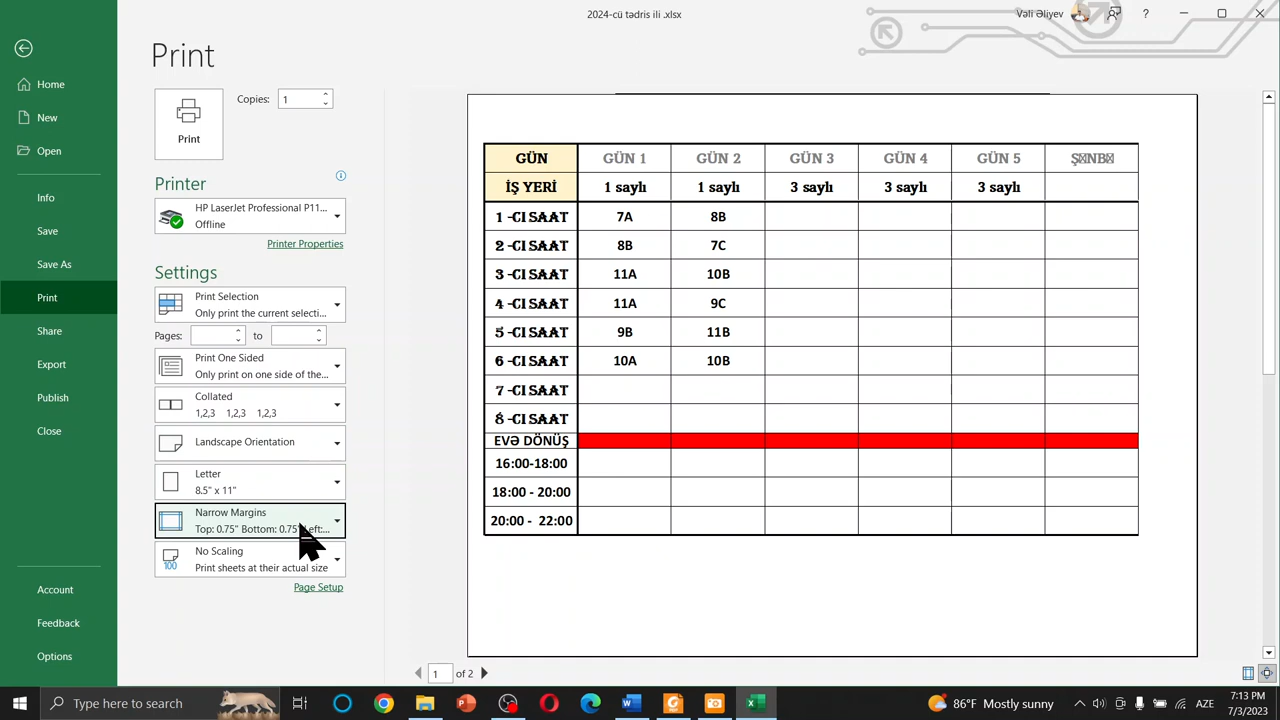 2024-cü tədris ili .xlsx
Vəli Əliyev
?
Print
Home
New
Open
Info
Save
Save As
Print
Share
Export
Publish
Close
Account
Feedback
Options
Print
Copies: 1
Printer
HP LaserJet Professional P11...
Offline
Printer Properties
Settings
Print Selection
Only print the current selecti...
Pages: to
Print One Sided
Only print on one side of the...
Collated
1,2,3 1,2,3 1,2,3
Landscape Orientation
Letter
8.5" x 11"
Narrow Margins
Top: 0.75" Bottom: 0.75" Left:...
No Scaling
100
Print sheets at their actual size
Page Setup
GÜN GÜN 1 GÜN 2 GÜN 3 GÜN 4 GÜN 5
İŞ YERİ 1 saylı 1 saylı 3 saylı 3 saylı 3 saylı
1 -CI SAAT 7A 8B
2 -CI SAAT 8B 7C
3 -CI SAAT 11A 10B
4 -CI SAAT 11A 9C
5 -CI SAAT 9B 11B
6 -CI SAAT 10A 10B
7 -CI SAAT
8 -CI SAAT
EVƏ DÖNÜŞ
16:00-18:00
18:00 - 20:00
20:00 - 22:00
1 of 2
Type here to search
86°F Mostly sunny
AZE
7:13 PM
7/3/2023